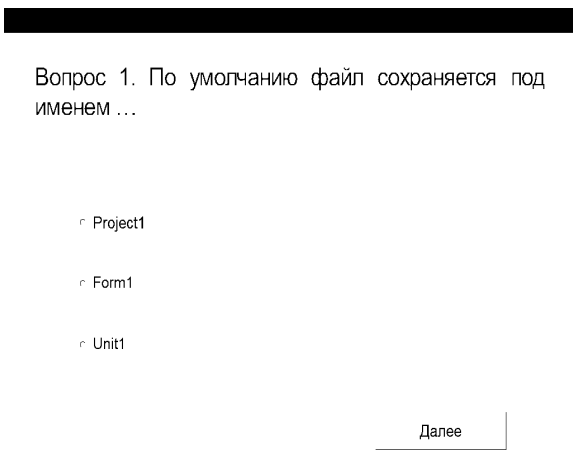 Вопрос 1. По умолчанию файл сохраняется под
именем ...
Project1
Form1
Unit1
Далее